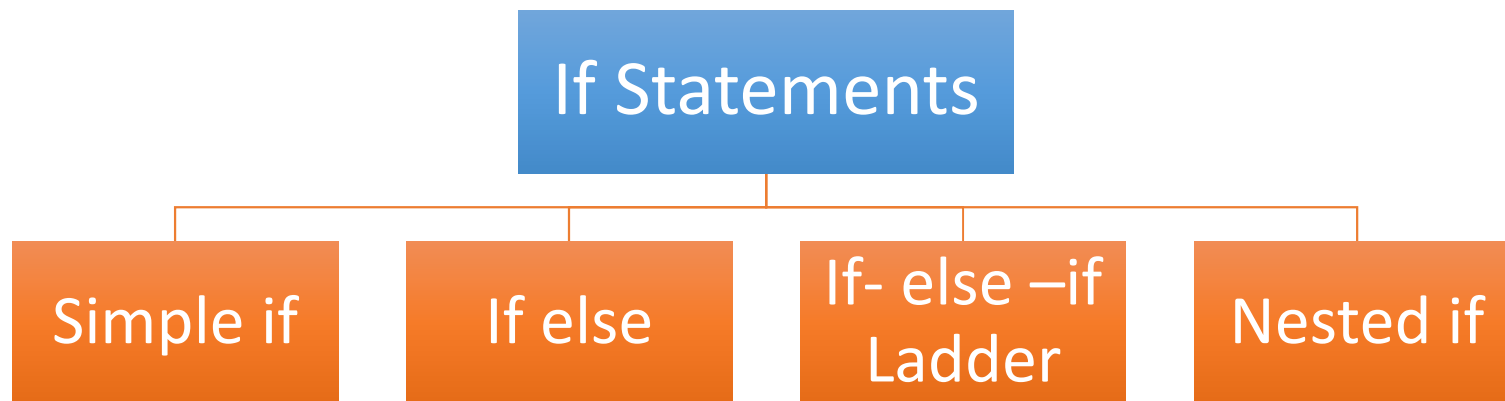 If Statements
Simple if
If else
If- else –if
Ladder
Nested if